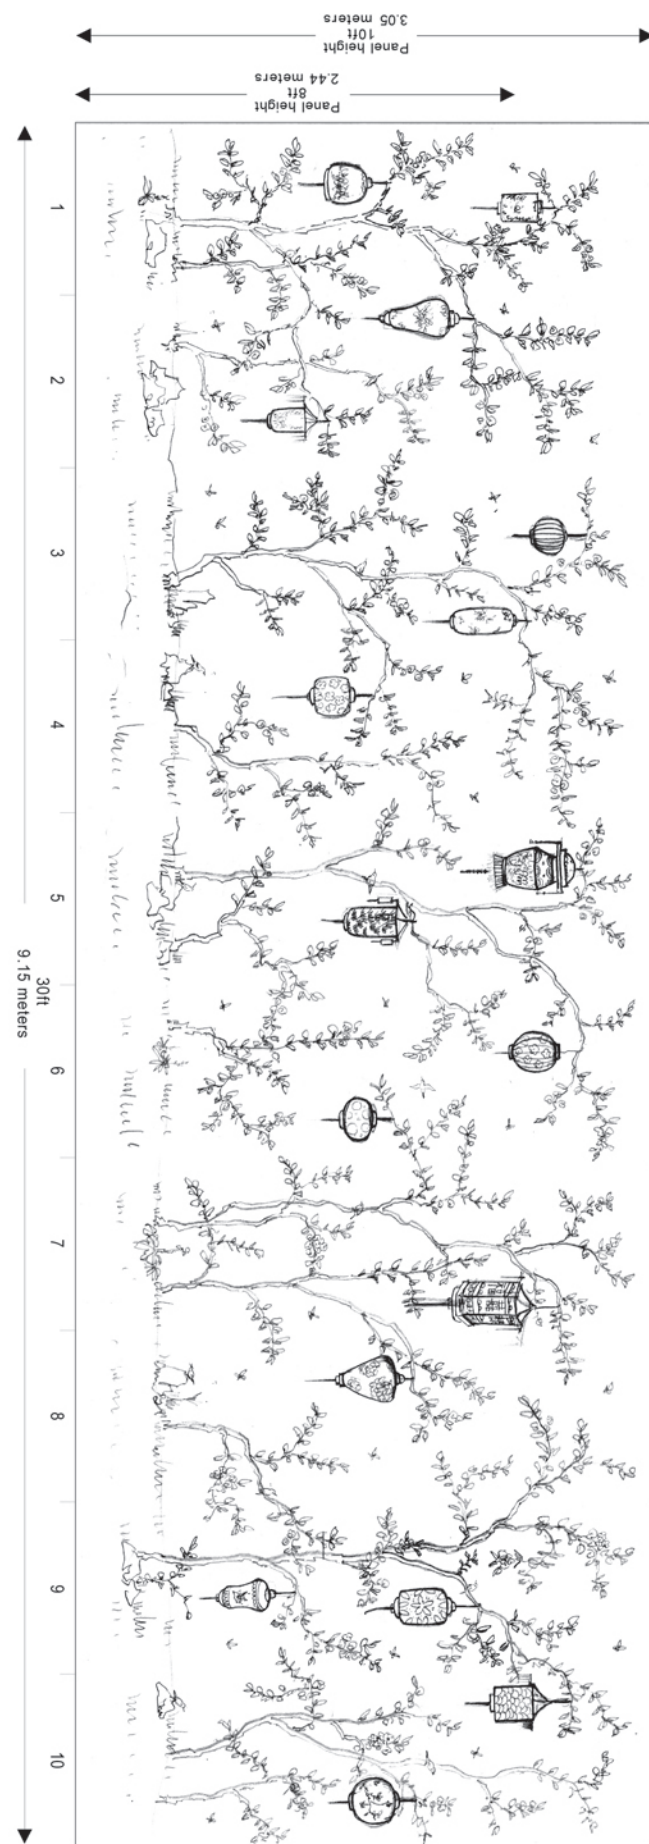 Panel height
10ft
3.05 meters
Panel height
8ft
2.44 meters
1
2
3
4
5
6
7
8
9
10
30ft
9.15 meters